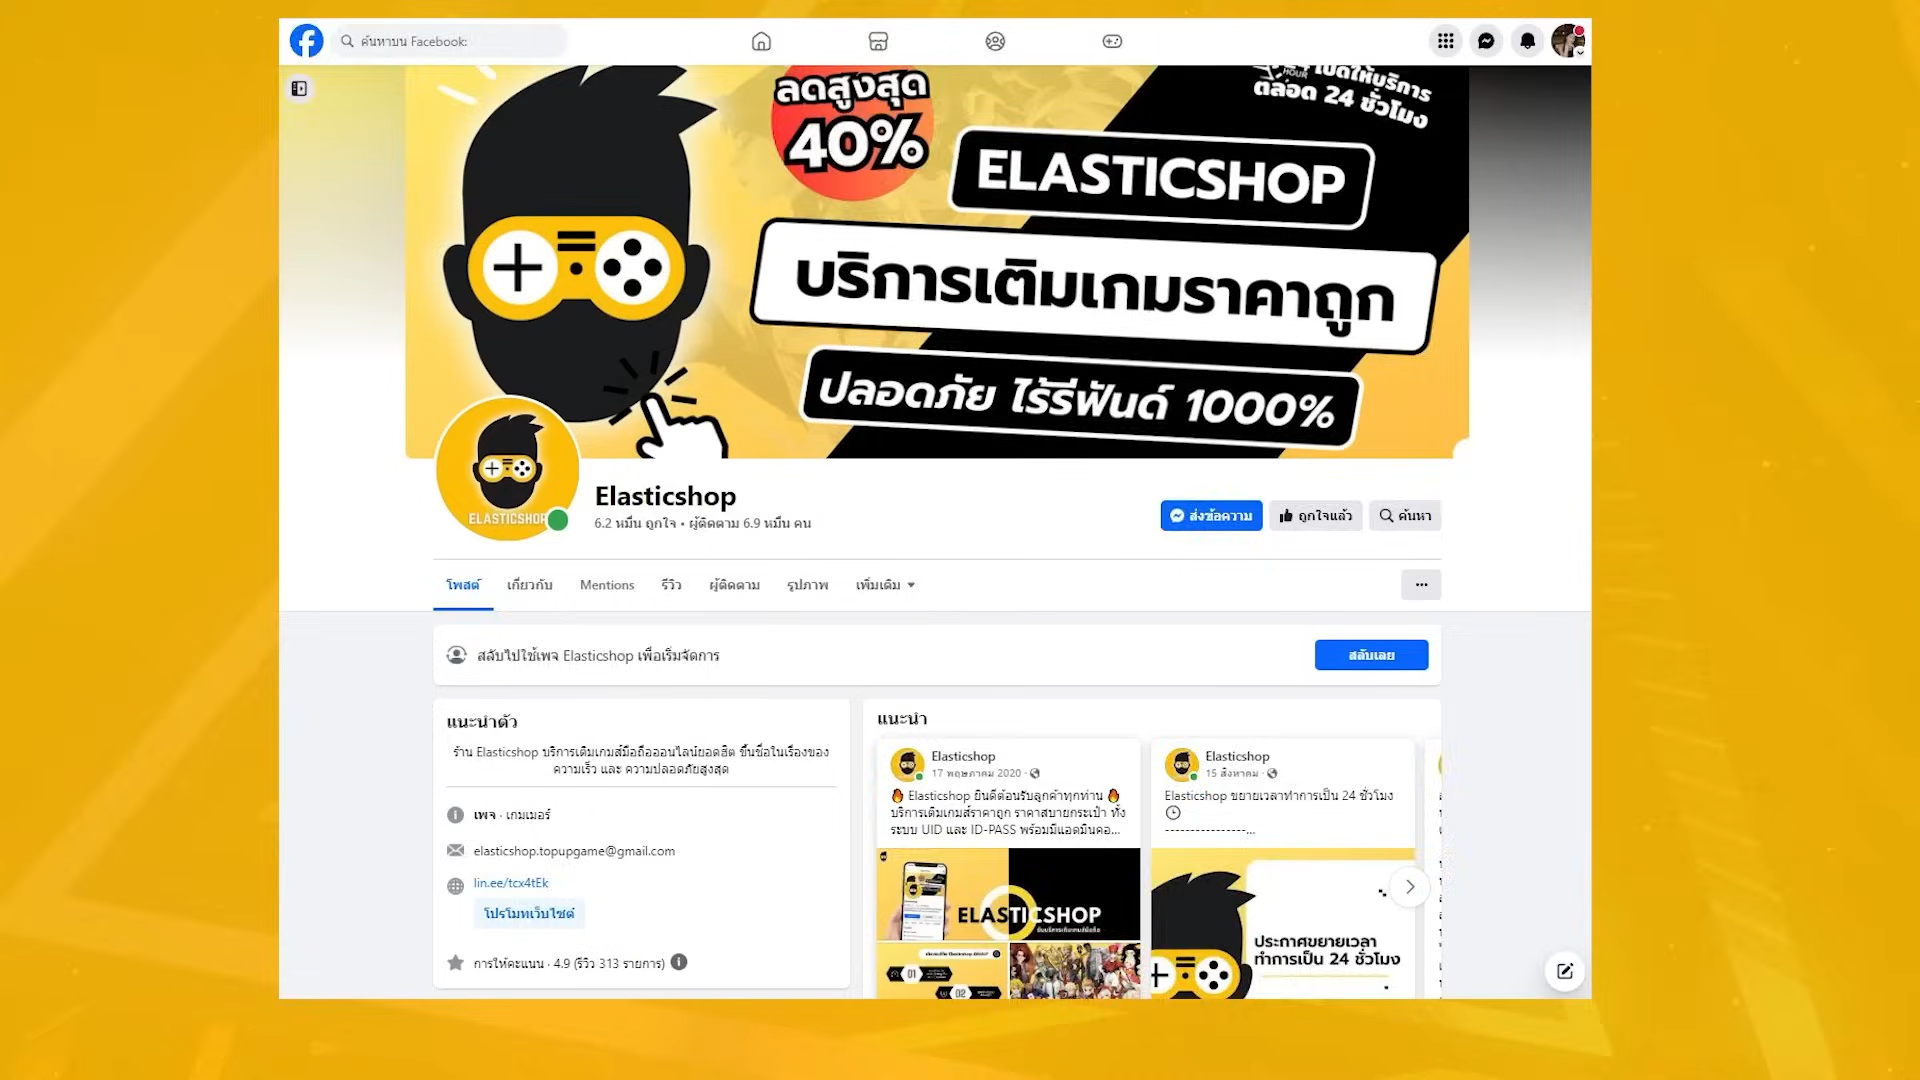 ค้นหาบน Facebook:
ลดสูงสุด
40%
HOUR
เปิดให้บริการ
ตลอด 24 ชั่วโมง
ELASTICSHOP
บริการเติมเกมราคาถูก
ปลอดภัย ไร้รีฟันด์ 1000%
ELASTICSHOP
Elasticshop
6.2 หมื่น ถูกใจ • ผู้ติดตาม 6.9 หมื่น คน
ส่งข้อความ
ถูกใจแล้ว
ค้นหา
โพสต์
เกี่ยวกับ
Mentions
รีวิว
ผู้ติดตาม
รูปภาพ
เพิ่มเติม
สลับไปใช้เพจ Elasticshop เพื่อเริ่มจัดการ
สลับเลย
แนะนำตัว
ร้าน Elasticshop บริการเติมเกมส์มือถือออนไลน์ยอดฮิต ขึ้นชื่อในเรื่องของ
ความเร็ว และ ความปลอดภัยสูงสุด
เพจ · เกมเมอร์
elasticshop.topupgame@gmail.com
lin.ee/tcx4tEk
โปรโมทเว็บไซต์
การให้คะแนน · 4.9 (รีวิว 313 รายการ)
แนะนำ
Elasticshop
17 พฤษภาคม 2020 ·
🔥 Elasticshop ยินดีต้อนรับลูกค้าทุกท่าน 🔥
บริการเติมเกมส์ราคาถูก ราคาสบายกระเป๋า ทั้ง
ระบบ UID และ ID-PASS พร้อมมีแอดมินคอ...
ELASTICSHOP
01
02
Elasticshop
15 สิงหาคม ·
Elasticshop ขยายเวลาทำการเป็น 24 ชั่วโมง
----------------...
ประกาศขยายเวลา
ทำการเป็น 24 ชั่วโมง